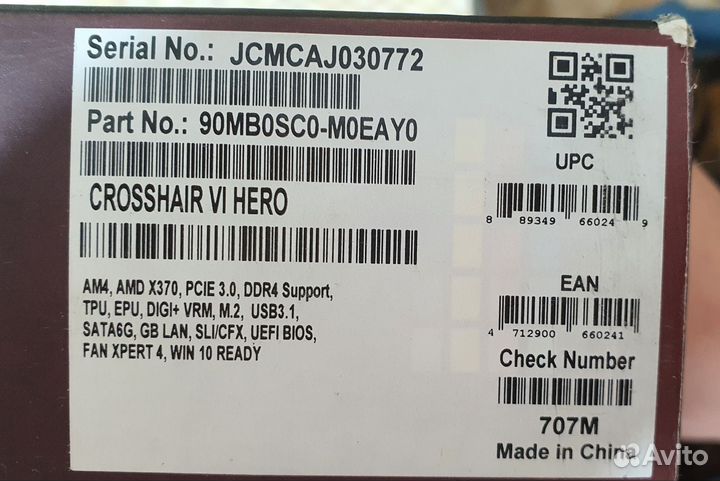 Serial No.: JCMCAJ030772
Part No.: 90MB0SC0-M0EAY0
CROSSHAIR VI HERO
AM4, AMD X370, PCIE 3.0, DDR4 Support,
TPU, EPU, DIGI+ VRM, M.2, USB3.1,
SATA6G, GB LAN, SLI/CFX, UEFI BIOS,
FAN XPERT 4, WIN 10 READY
UPC
8 89349 66024 9
EAN
4 712900 660241
Check Number
707M
Made in China
Avito